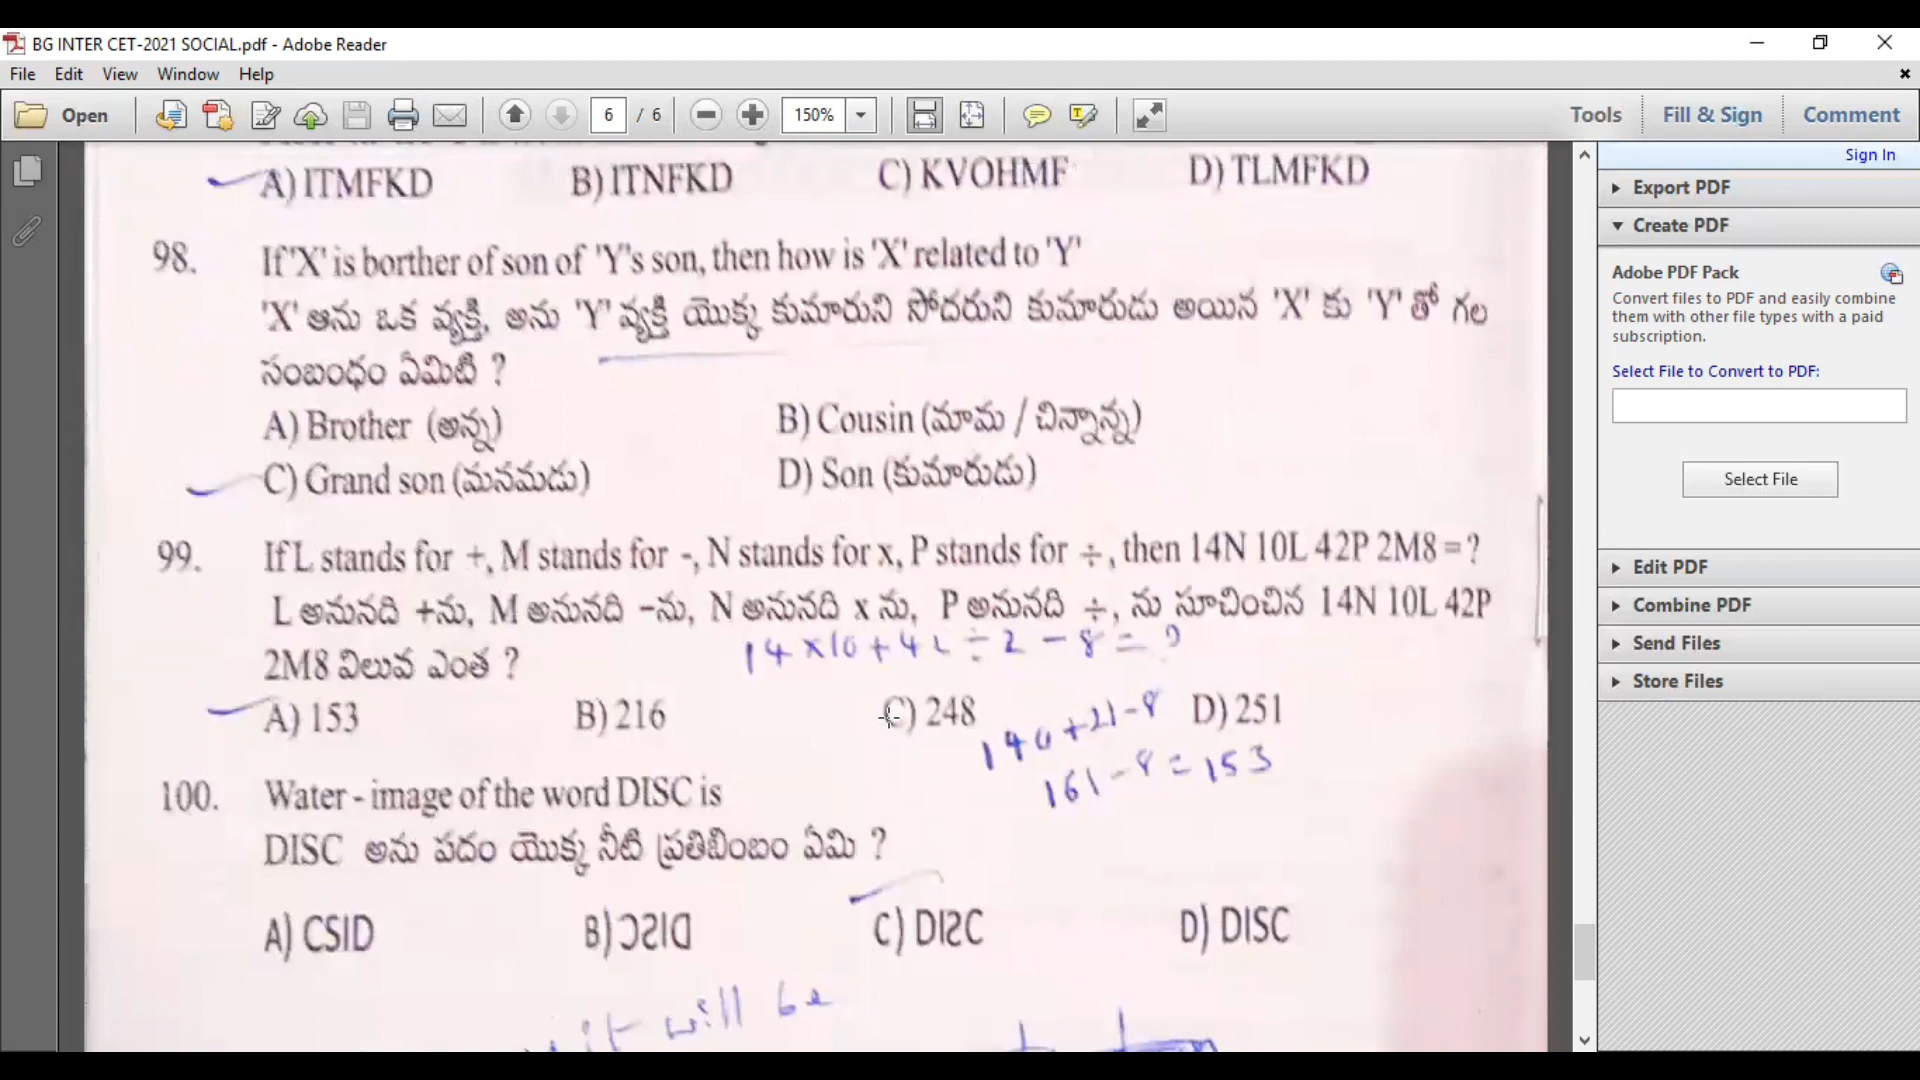 BG INTER CET-2021 SOCIAL.pdf - Adobe Reader
File Edit View Window Help
Open 6 / 6 150% Tools Fill & Sign Comment
Sign In
Export PDF
Create PDF
Adobe PDF Pack
Convert files to PDF and easily combine
them with other file types with a paid
subscription.
Select File to Convert to PDF:
Select File
Edit PDF
Combine PDF
Send Files
Store Files
A) ITMFKD B) ITNFKD C) KVOHMF D) TLMFKD
98. If 'X' is borther of son of 'Y's son, then how is 'X' related to 'Y'
'X' ఆను ఒక వ్యక్తి, అను 'Y' వ్యక్తి యొక్క కుమారుని సోదరుని కుమారుడు అయిన 'X' కు 'Y' తో గల
సంబంధం ఏమిటి ?
A) Brother (అన్న) B) Cousin (మామ / చిన్నాన్న)
C) Grand son (మనమడు) D) Son (కుమారుడు)
99. If L stands for +, M stands for -, N stands for x, P stands for ÷, then 14N 10L 42P 2M8 = ?
L అనునది +ను, M అనునది -ను, N అనునది x ను, P అనునది ÷, ను సూచించిన 14N 10L 42P
14 x 10 + 42 ÷ 2 - 8 = ?
2M8 విలువ ఎంత ?
A) 153 B) 216 C) 248 D) 251
140 + 21 - 8
161 - 8 = 153
100. Water - image of the word DISC is
DISC అను పదం యొక్క నీటి ప్రతిబింబం ఏమి ?
A) CSID B) ƆƧID C) DIƧC D) DISC
it will be